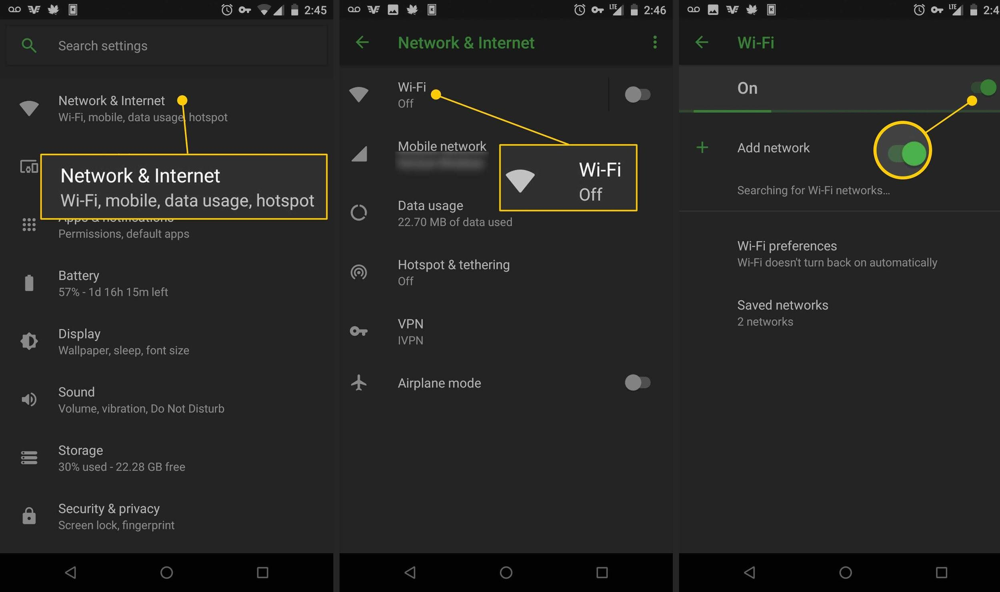 2:45
Search settings
Network & Internet
Wi-Fi, mobile, data usage, hotspot
Network & Internet
Wi-Fi, mobile, data usage, hotspot
Apps & notifications
Permissions, default apps
Battery
57% - 1d 16h 15m left
Display
Wallpaper, sleep, font size
Sound
Volume, vibration, Do Not Disturb
Storage
30% used - 22.28 GB free
Security & privacy
Screen lock, fingerprint
K
LTE
2:46
Network & Internet
Wi-Fi
Off
Mobile network
Wi-Fi
Off
Data usage
22.70 MB of data used
Hotspot & tethering
Off
VPN
IVPN
Airplane mode
K
LTE
2:4
Wi-Fi
On
Add network
Searching for Wi-Fi networks...
Wi-Fi preferences
Wi-Fi doesn't turn back on automatically
Saved networks
2 networks